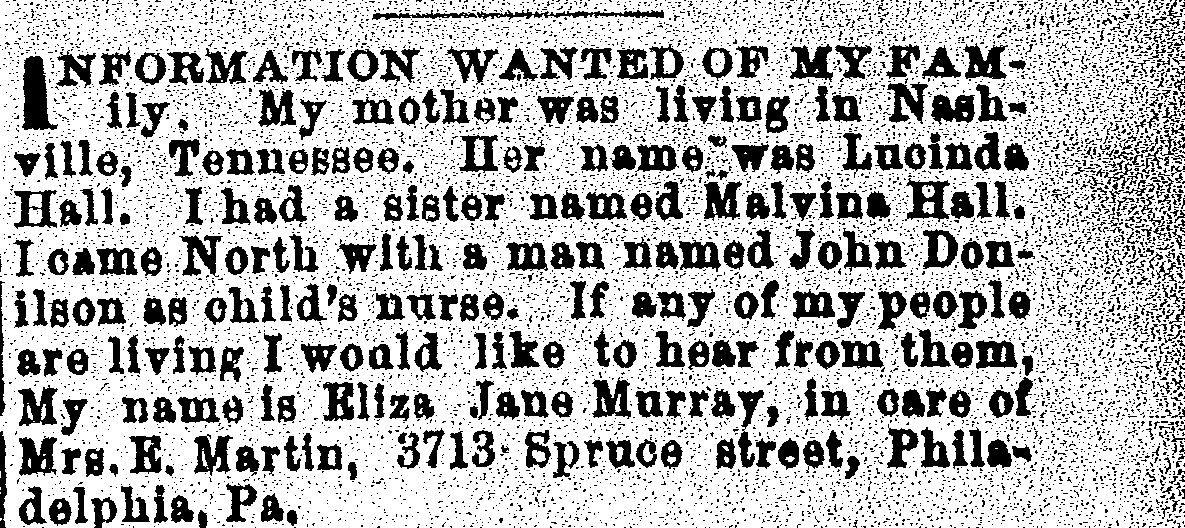 INFORMATION WANTED OF MY FAM-
ily. My mother was living in Nash-
ville, Tennessee. Her name was Lucinda
Hall. I had a sister named Malvina Hall.
I came North with a man named John Don-
ilson as child's nurse. If any of my people
are living I would like to hear from them,
My name is Eliza Jane Murray, in care of
Mrs. E. Martin, 3713 Spruce street, Phila-
delphia, Pa.